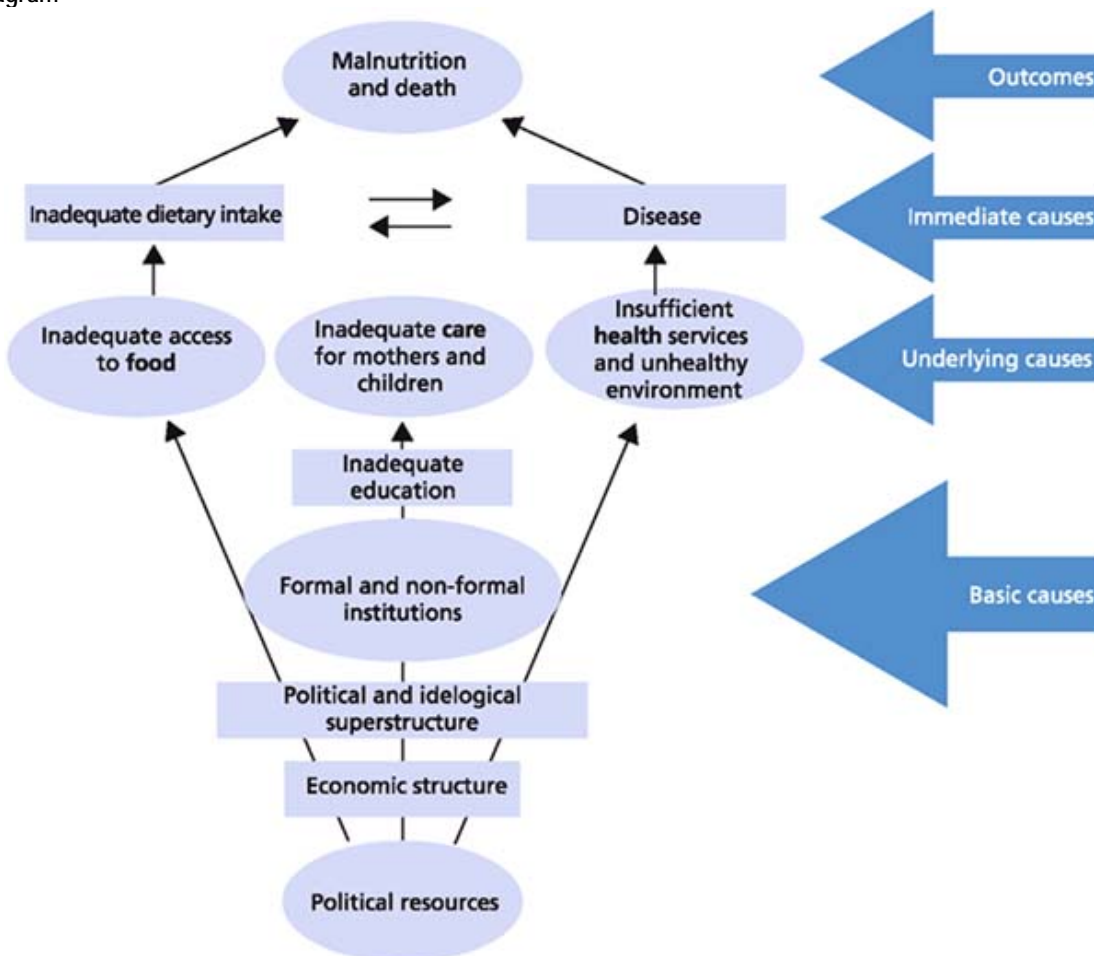 agram
Malnutrition
and death
Outcomes
Inadequate dietary intake
Disease
Immediate causes
Inadequate access
to food
Inadequate care
for mothers and
children
Insufficient
health services
and unhealthy
environment
Underlying causes
Inadequate
education
Formal and non-formal
institutions
Basic causes
Political and idelogical
superstructure
Economic structure
Political resources